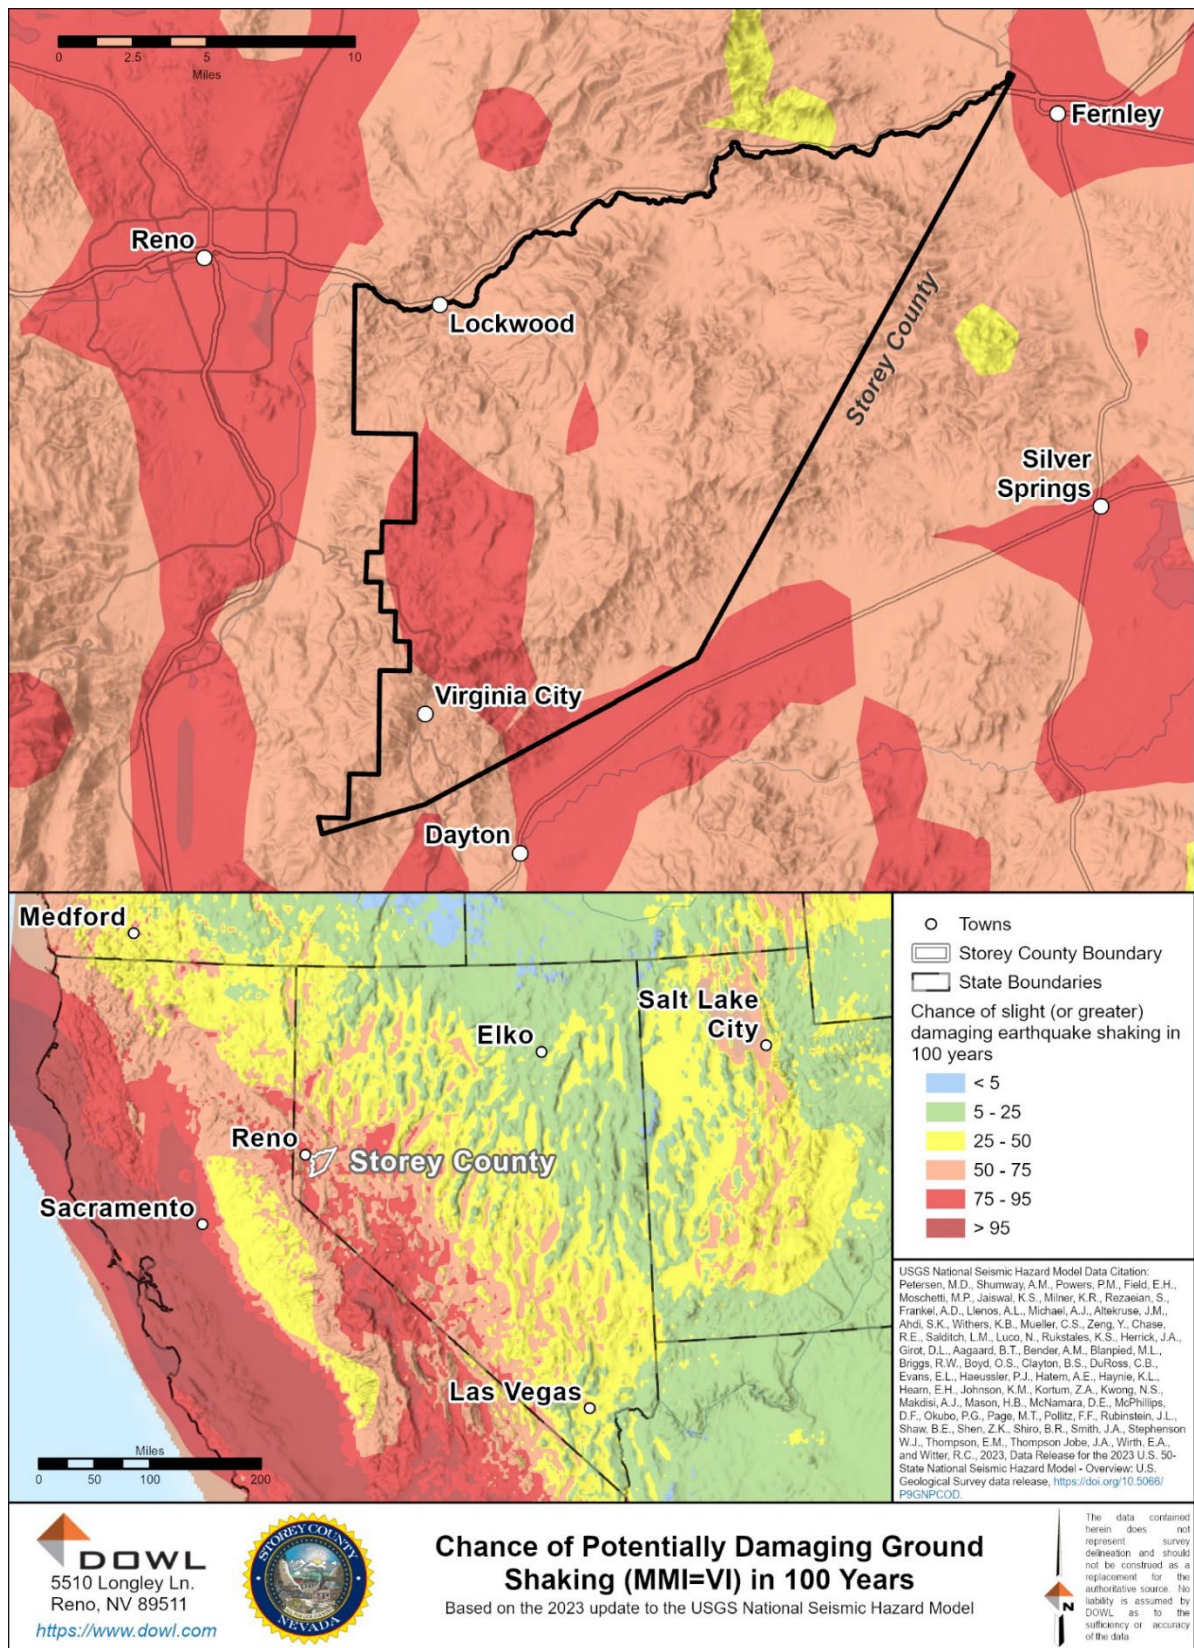 0 2.5 5 10
Miles
Fernley
Reno
Lockwood
Storey County
Silver
Springs
Virginia City
Dayton
Medford
Salt Lake
City
Elko
Reno
Storey County
Sacramento
Las Vegas
Miles
0 50 100 200
Towns
Storey County Boundary
State Boundaries
Chance of slight (or greater)
damaging earthquake shaking in
100 years
< 5
5 - 25
25 - 50
50 - 75
75 - 95
> 95
USGS National Seismic Hazard Model Data Citation:
Petersen, M.D., Shumway, A.M., Powers, P.M., Field, E.H.,
Moschetti, M.P., Jaiswal, K.S., Milner, K.R., Rezaeian, S.,
Frankel, A.D., Llenos, A.L., Michael, A.J., Altekruse, J.M.,
Ahdi, S.K., Withers, K.B., Mueller, C.S., Zeng, Y., Chase,
R.E., Salditch, L.M., Luco, N., Rukstales, K.S., Herrick, J.A.,
Girot, D.L., Aagaard, B.T., Bender, A.M., Blanpied, M.L.,
Briggs, R.W., Boyd, O.S., Clayton, B.S., DuRoss, C.B.,
Evans, E.L., Haeussler, P.J., Hatem, A.E., Haynie, K.L.,
Hearn, E.H., Johnson, K.M., Kortum, Z.A., Kwong, N.S.,
Makdisi, A.J., Mason, H.B., McNamara, D.E., McPhillips,
D.F., Okubo, P.G., Page, M.T., Pollitz, F.F., Rubinstein, J.L.,
Shaw, B.E., Shen, Z.K., Shiro, B.R., Smith, J.A., Stephenson
W.J., Thompson, E.M., Thompson Jobe, J.A., Wirth, E.A.,
and Witter, R.C., 2023, Data Release for the 2023 U.S. 50-
State National Seismic Hazard Model - Overview: U.S.
Geological Survey data release, https://doi.org/10.5066/
P9GNPCOD.
DOWL
5510 Longley Ln.
Reno, NV 89511
https://www.dowl.com
STOREY COUNTY
NEVADA
Chance of Potentially Damaging Ground
Shaking (MMI=VI) in 100 Years
Based on the 2023 update to the USGS National Seismic Hazard Model
N
The data contained
herein does not
represent survey
delineation and should
not be construed as a
replacement for the
authoritative source. No
liability is assumed by
DOWL as to the
sufficiency or accuracy
of the data